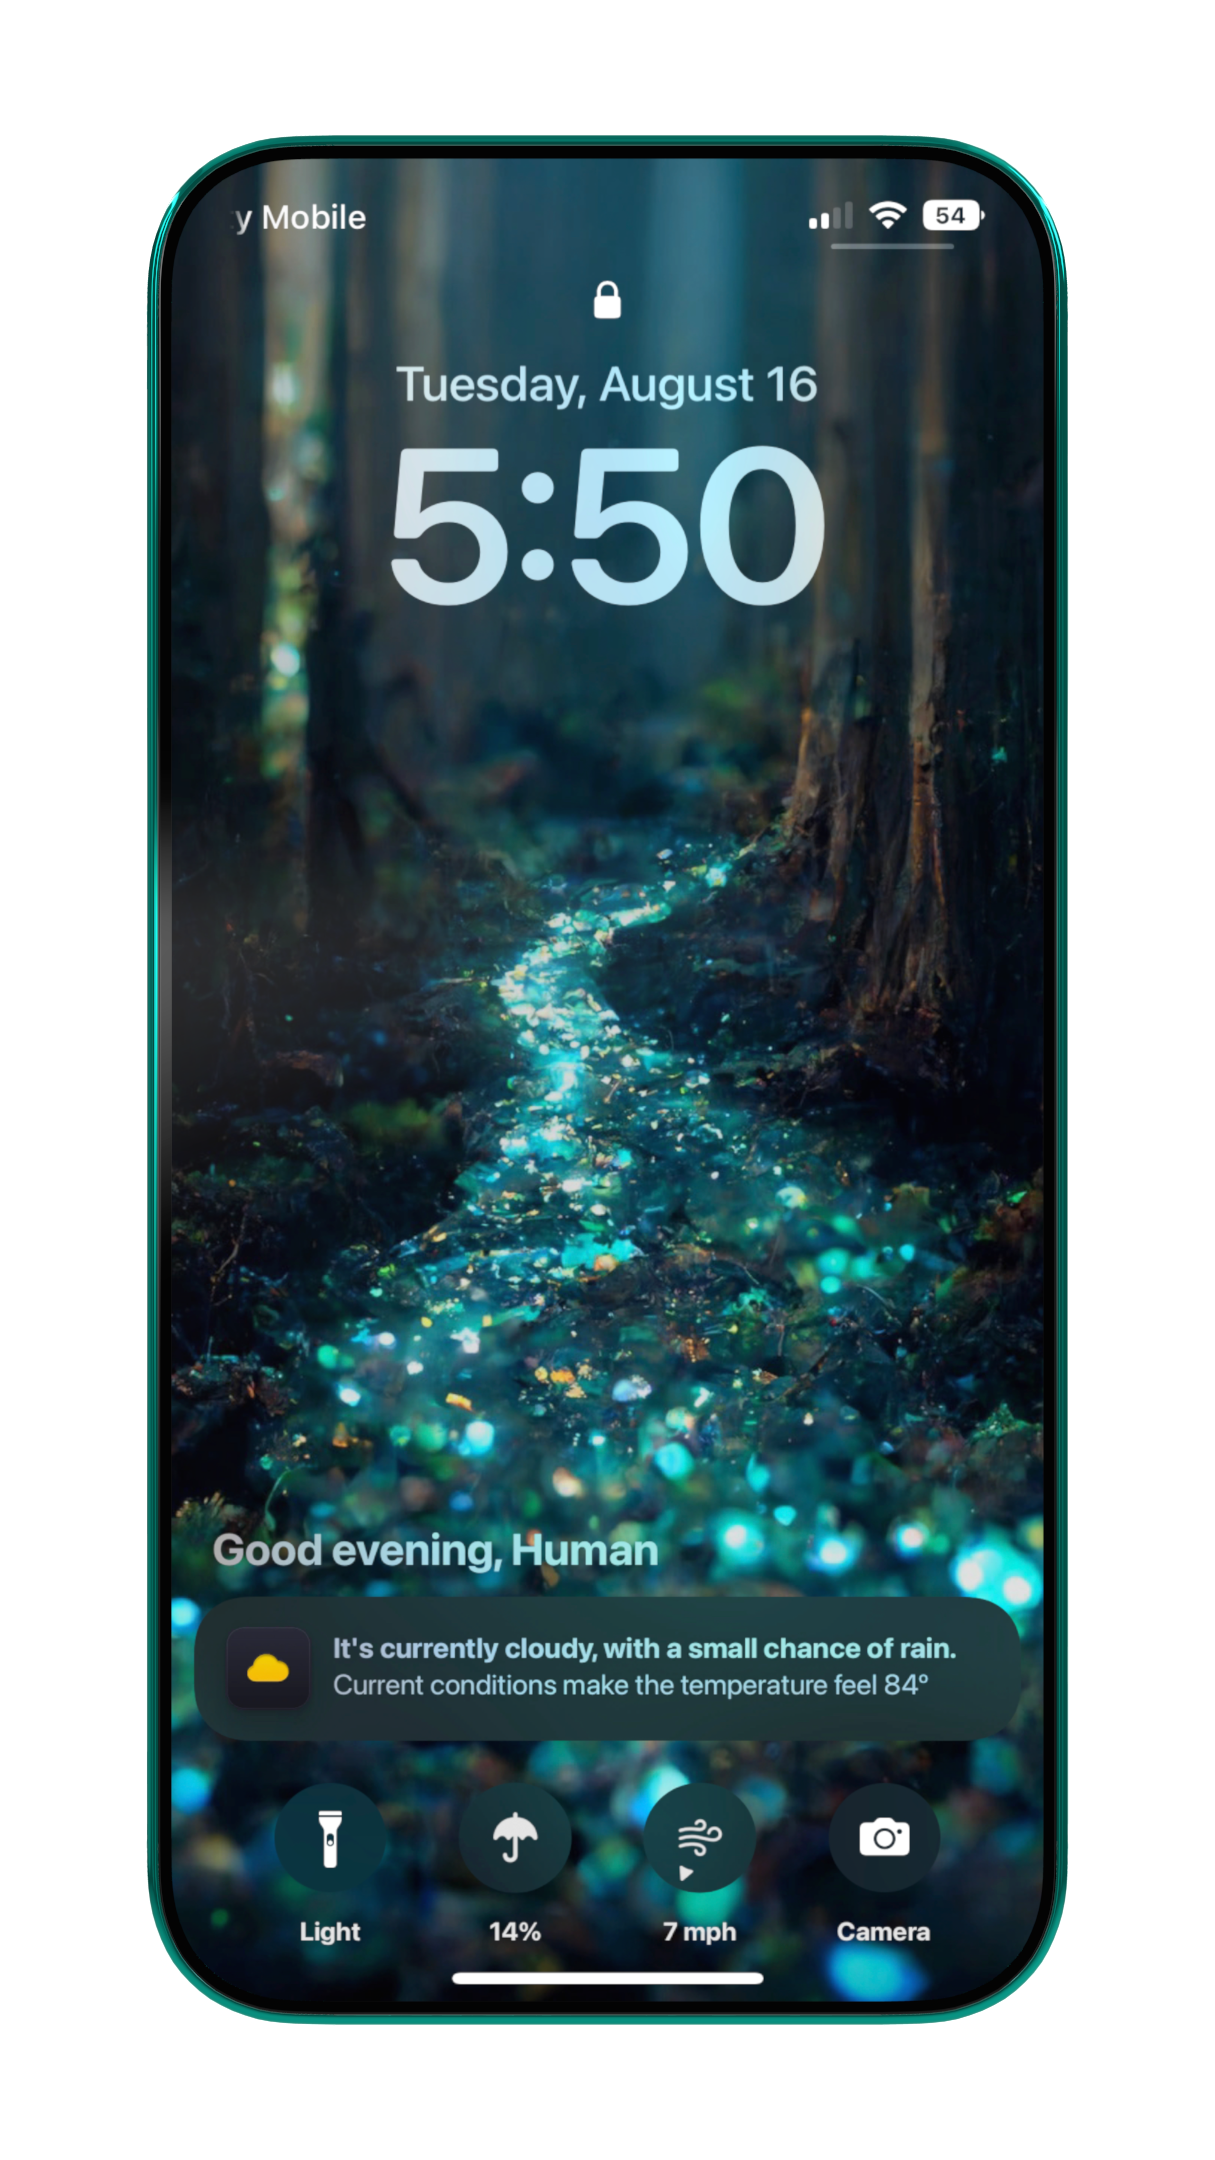 y Mobile
54
Tuesday, August 16
5:50
Good evening, Human
It's currently cloudy, with a small chance of rain.
Current conditions make the temperature feel 84°
Light
14%
7 mph
Camera